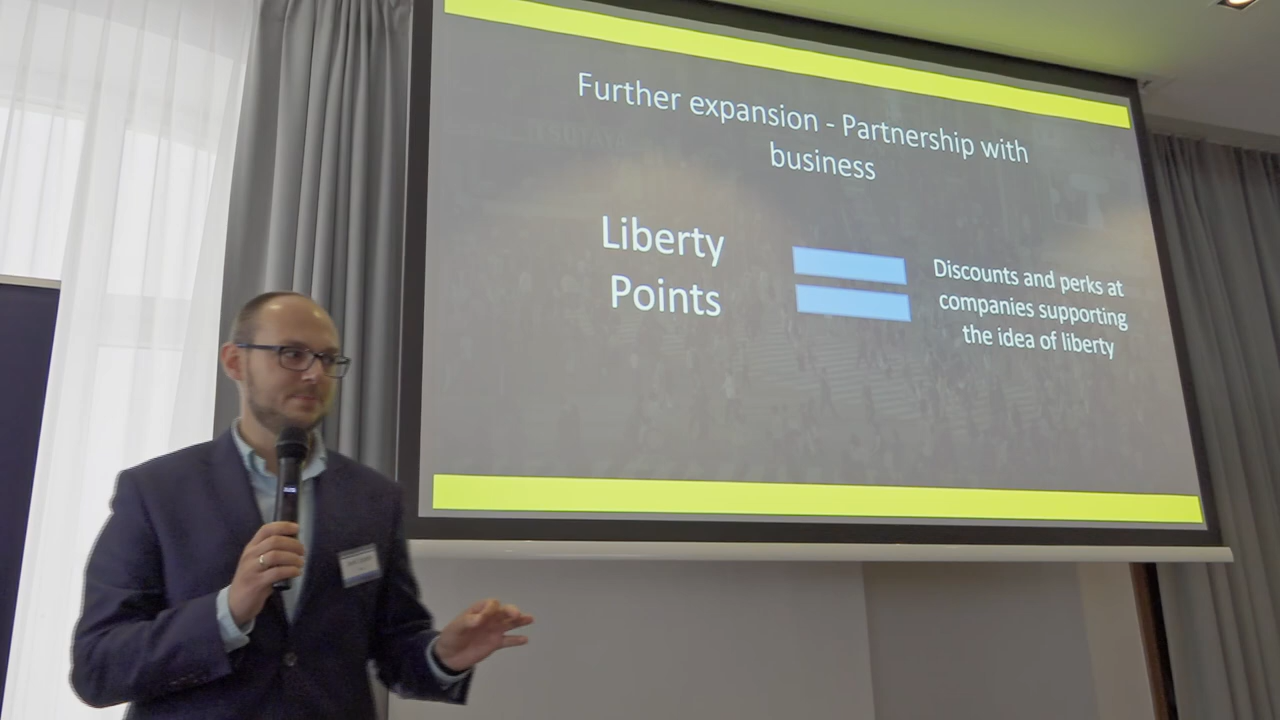 Further expansion - Partnership with
business
Liberty
Points
Discounts and perks at
companies supporting
the idea of liberty